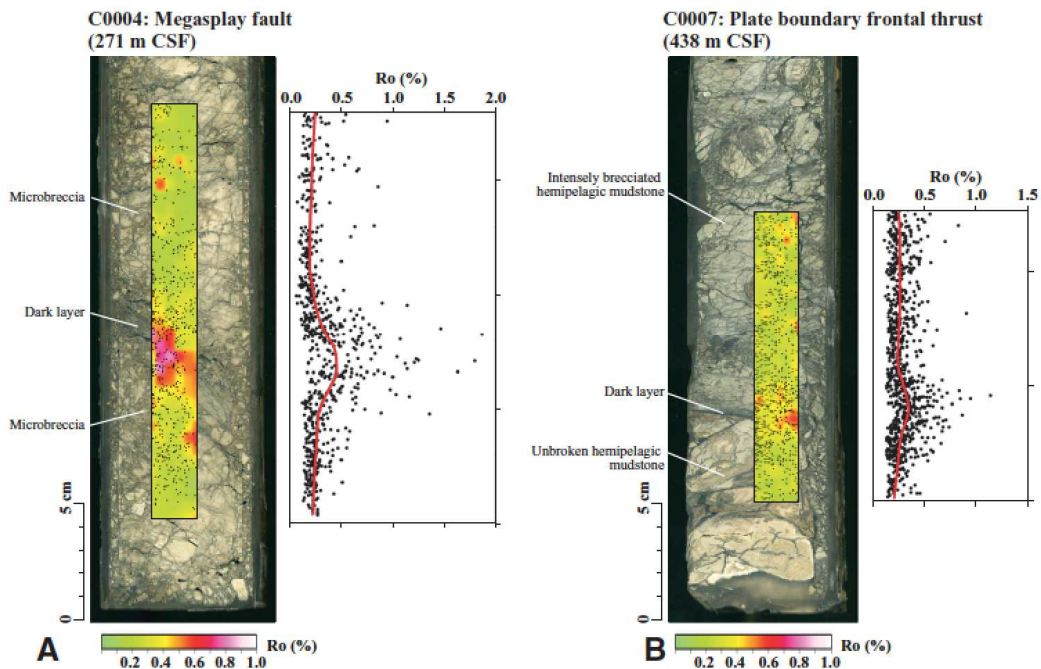 C0004: Megasplay fault
(271 m CSF)
Ro (%)
0.0 0.5 1.0 1.5 2.0
Microbreccia
Dark layer
Microbreccia
5 cm
0
A
0.2 0.4 0.6 0.8 1.0
Ro (%)
C0007: Plate boundary frontal thrust
(438 m CSF)
Intensely brecciated
hemipelagic mudstone
Ro (%)
0.0 0.5 1.0 1.5
Dark layer
Unbroken hemipelagic
mudstone
5 cm
0
B
0.2 0.4 0.6 0.8 1.0
Ro (%)